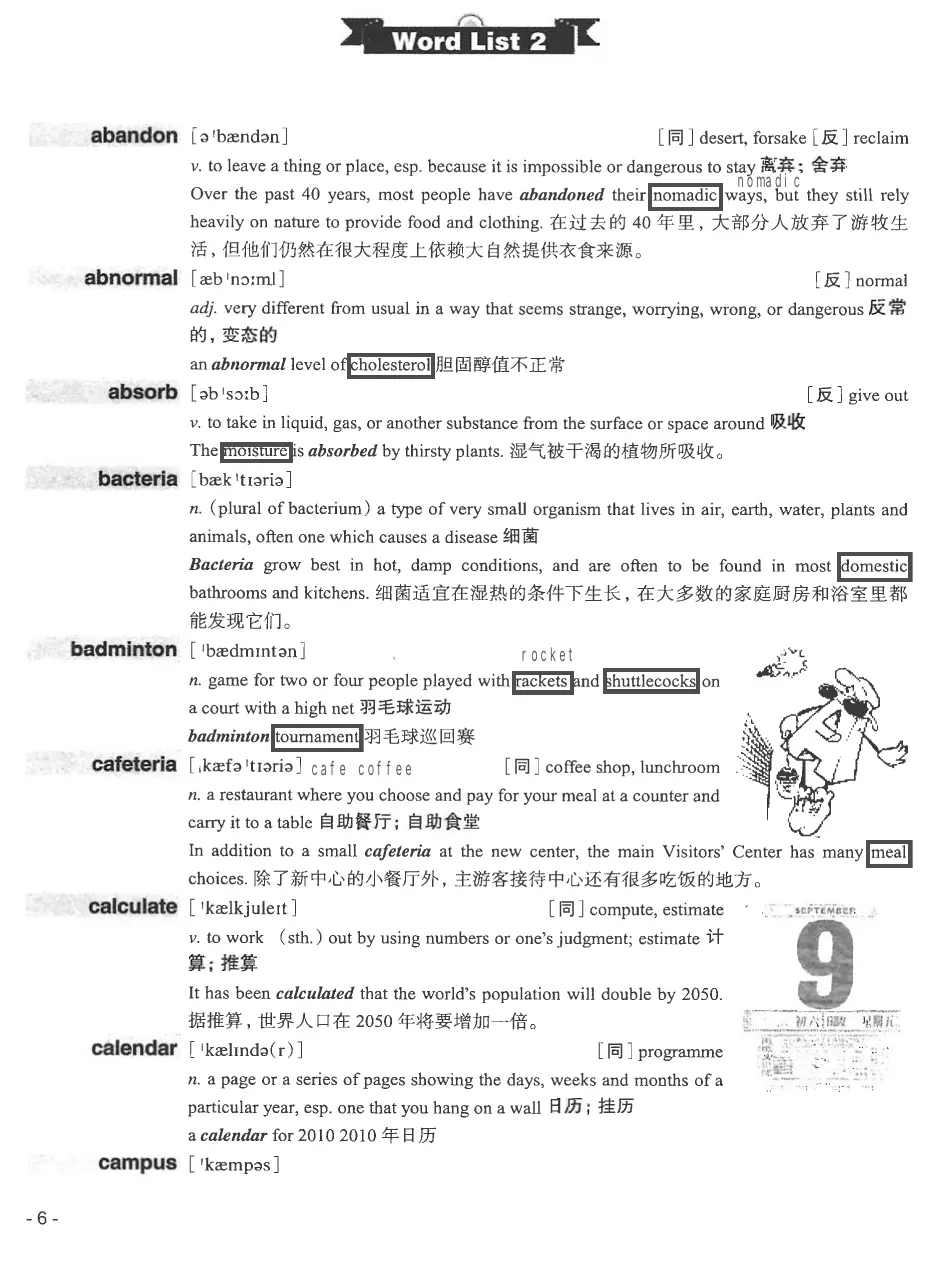 Word List 2
abandon [ə ˈbændən] [同] desert, forsake [反] reclaim
v. to leave a thing or place, esp. because it is impossible or dangerous to stay 离弃；舍弃
nomadic
Over the past 40 years, most people have abandoned their nomadic ways, but they still rely
heavily on nature to provide food and clothing. 在过去的 40 年里，大部分人放弃了游牧生
活，但他们仍然在很大程度上依赖大自然提供衣食来源。
abnormal [æb ˈnɔːml] [反] normal
adj. very different from usual in a way that seems strange, worrying, wrong, or dangerous 反常
的，变态的
an abnormal level of cholesterol 胆固醇值不正常
absorb [əb ˈsɔːb] [反] give out
v. to take in liquid, gas, or another substance from the surface or space around 吸收
The moisture is absorbed by thirsty plants. 湿气被干渴的植物所吸收。
bacteria [bæk ˈtɪəriə]
n. (plural of bacterium) a type of very small organism that lives in air, earth, water, plants and
animals, often one which causes a disease 细菌
Bacteria grow best in hot, damp conditions, and are often to be found in most domestic
bathrooms and kitchens. 细菌适宜在湿热的条件下生长，在大多数的家庭厨房和浴室里都
能发现它们。
badminton [ ˈbædmɪntən]
rocket
n. game for two or four people played with rackets and shuttlecocks on
a court with a high net 羽毛球运动
badminton tournament 羽毛球巡回赛
cafeteria [ˌkæfə ˈtɪəriə] cafe coffee [同] coffee shop, lunchroom
n. a restaurant where you choose and pay for your meal at a counter and
carry it to a table 自助餐厅；自助食堂
In addition to a small cafeteria at the new center, the main Visitors' Center has many meal
choices. 除了新中心的小餐厅外，主游客接待中心还有很多吃饭的地方。
calculate [ ˈkælkjuleɪt ] [同] compute, estimate
v. to work (sth.) out by using numbers or one's judgment; estimate 计
算；推算
It has been calculated that the world's population will double by 2050.
据推算，世界人口在 2050 年将要增加一倍。
SEPTEMBER
9
初六 星期五
calendar [ ˈkælɪndə(r)] [同] programme
n. a page or a series of pages showing the days, weeks and months of a
particular year, esp. one that you hang on a wall 日历；挂历
a calendar for 2010 2010 年日历
campus [ ˈkæmpəs]
- 6 -